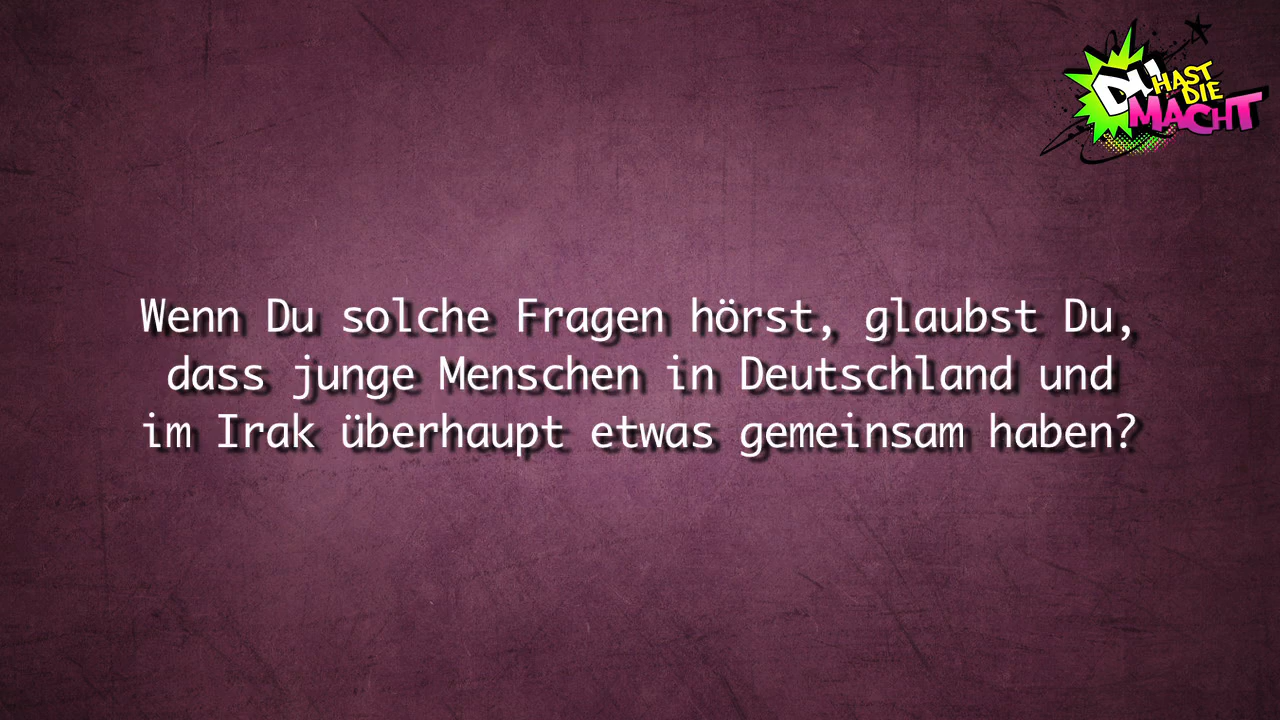 DU HAST
DIE
MACHT
Wenn Du solche Fragen hörst, glaubst Du,
dass junge Menschen in Deutschland und
im Irak überhaupt etwas gemeinsam haben?